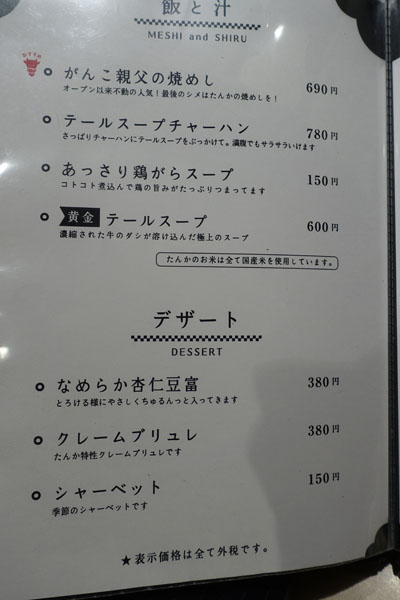 飯と汁
MESHI and SHIRU
がんこ親父の焼めし 690円
オープン以来不動の人気！最後のシメはたんかの焼めしを！
テールスープチャーハン 780円
さっぱりチャーハンにテールスープをぶっかけて。満腹でもサラサラいけます
あっさり鶏がらスープ 150円
コトコト煮込んで鶏の旨みがたっぷりつまってます
黄金 テールスープ 600円
濃縮された牛のダシが溶け込んだ極上のスープ
たんかのお米は全て国産米を使用しています。
デザート
DESSERT
なめらか杏仁豆富 380円
とろける様にやさしくちゅるんっと入ってきます
クレームブリュレ 380円
たんか特性クレームブリュレです
シャーベット 150円
季節のシャーベットです
★表示価格は全て外税です。